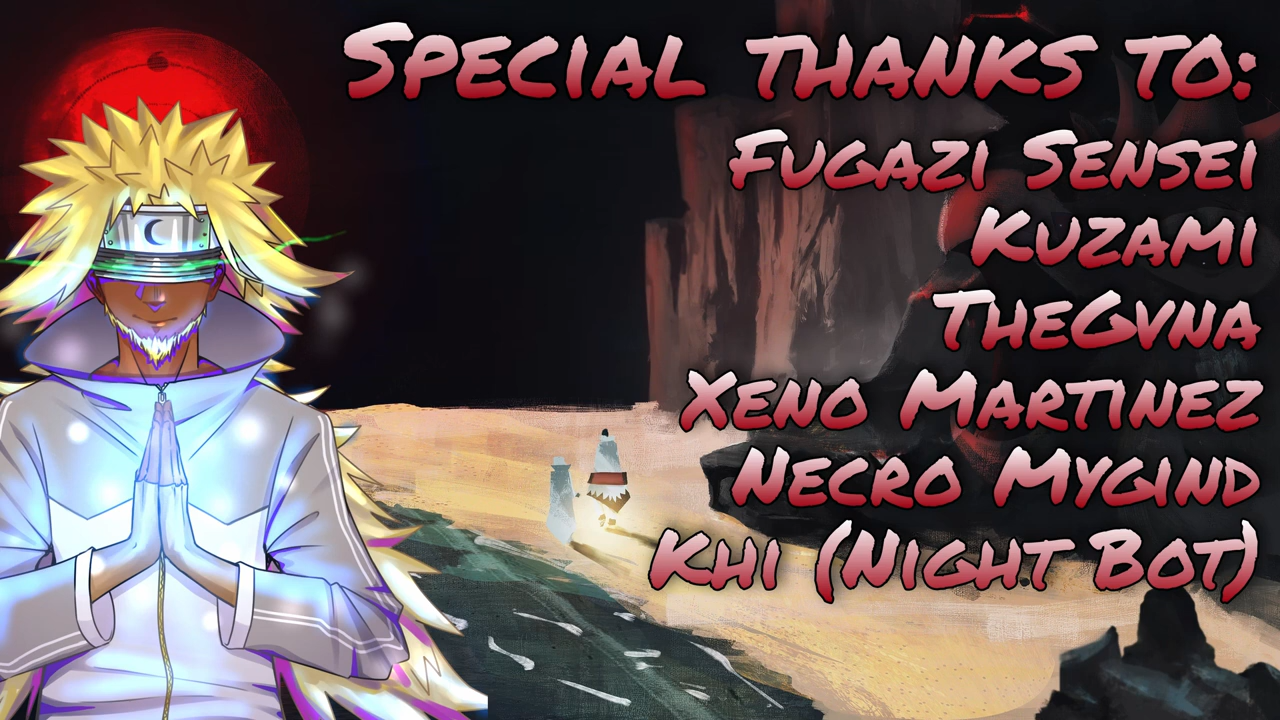 Special thanks to:
Fugazi Sensei
Kuzami
TheGvna
Xeno Martinez
Necro Mygind
Khi (Night Bot)